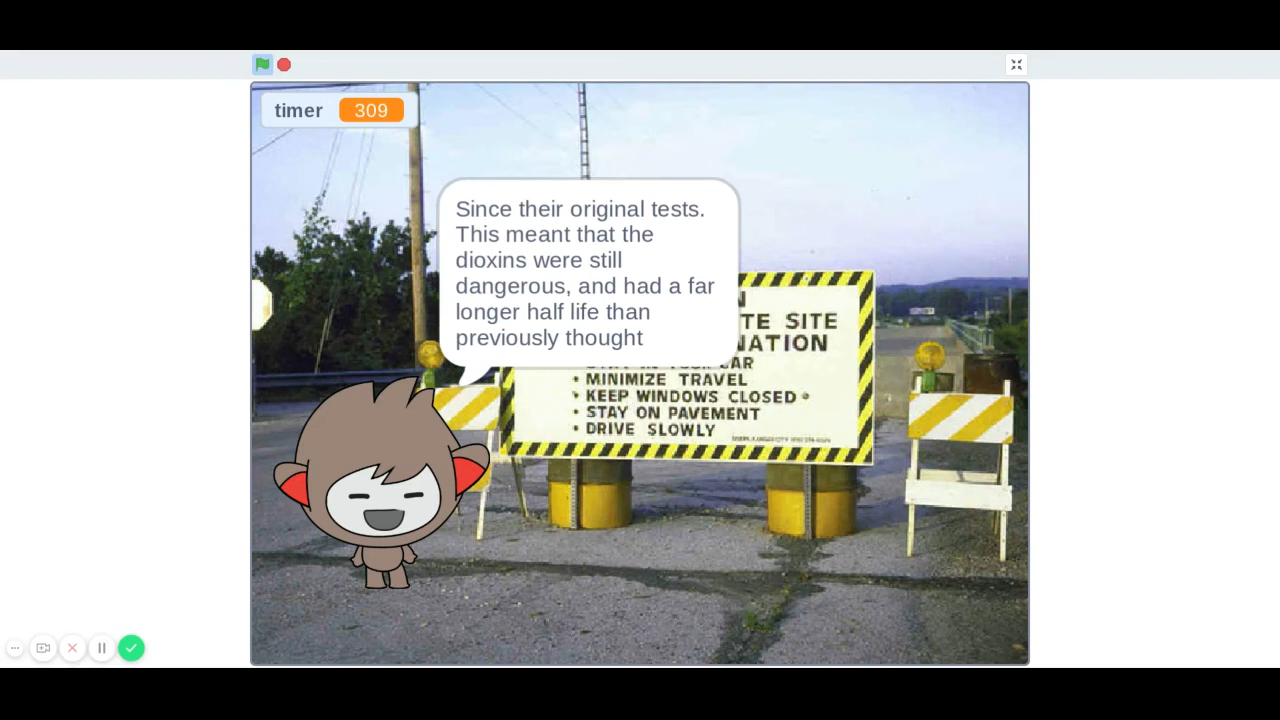 timer 309
Since their original tests.
This meant that the
dioxins were still
dangerous, and had a far
longer half life than
previously thought
N
TE SITE
NATION
CAR
• MINIMIZE TRAVEL
• KEEP WINDOWS CLOSED
• STAY ON PAVEMENT
• DRIVE SLOWLY